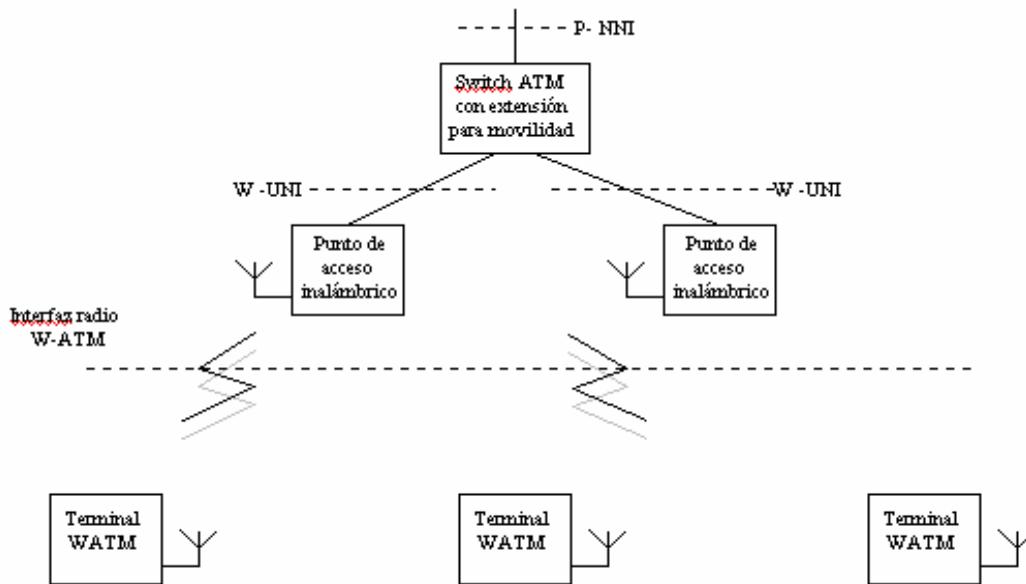 P- NNI
Switch ATM
con extensión
para movilidad
W -UNI
W -UNI
Punto de
acceso
inalámbrico
Punto de
acceso
inalámbrico
Interfaz radio
W-ATM
Terminal
WATM
Terminal
WATM
Terminal
WATM